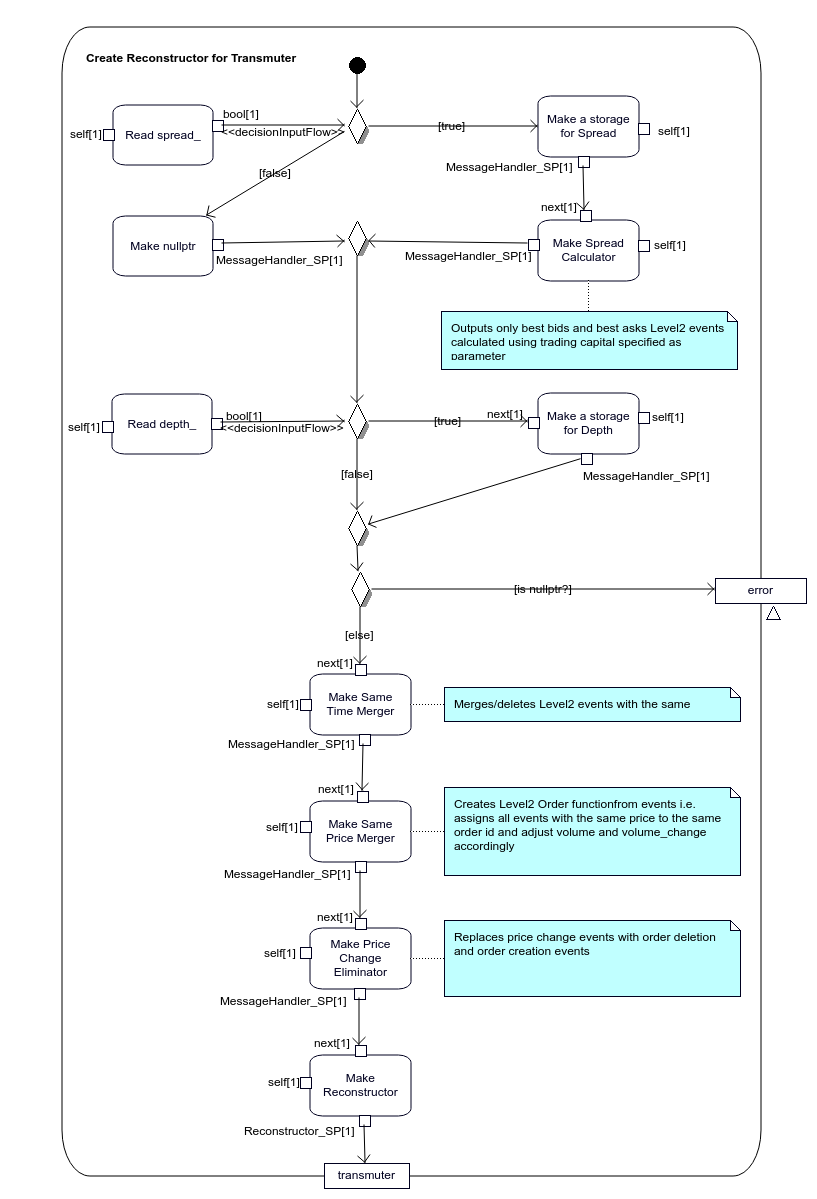 Create Reconstructor for Transmuter
bool[1]
self[1]
Read spread_
<<decisionInputFlow>>
[true]
Make a storage
for Spread
self[1]
MessageHandler_SP[1]
[false]
next[1]
Make nullptr
MessageHandler_SP[1]
MessageHandler_SP[1]
Make Spread
Calculator
self[1]
Outputs only best bids and best asks Level2 events
calculated using trading capital specified as
parameter
bool[1]
self[1]
Read depth_
<<decisionInputFlow>>
[true]
next[1]
Make a storage
for Depth
self[1]
[false]
MessageHandler_SP[1]
[is nullptr?]
error
[else]
next[1]
self[1]
Make Same
Time Merger
Merges/deletes Level2 events with the same
MessageHandler_SP[1]
next[1]
self[1]
Make Same
Price Merger
Creates Level2 Order functionfrom events i.e.
assigns all events with the same price to the same
order id and adjust volume and volume_change
accordingly
MessageHandler_SP[1]
next[1]
self[1]
Make Price
Change
Eliminator
Replaces price change events with order deletion
and order creation events
MessageHandler_SP[1]
next[1]
self[1]
Make
Reconstructor
Reconstructor_SP[1]
transmuter